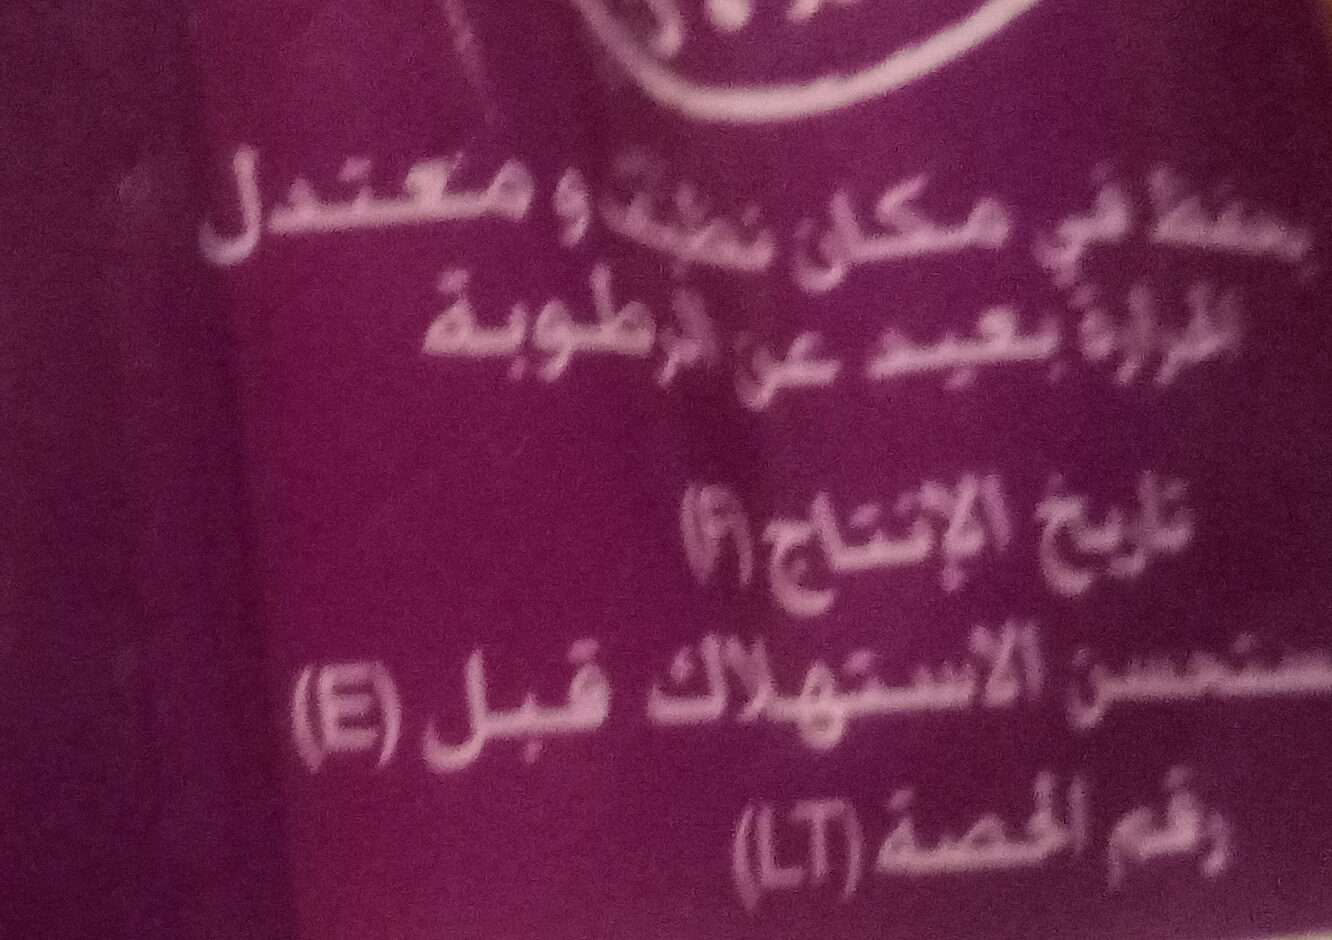 يحفظ في مكان نظيف و معتدل
الحرارة بعيد عن الرطوبة
تاريخ الإنتاج (P)
يستحسن الاستهلاك قبل (E)
رقم الحصة (LT)